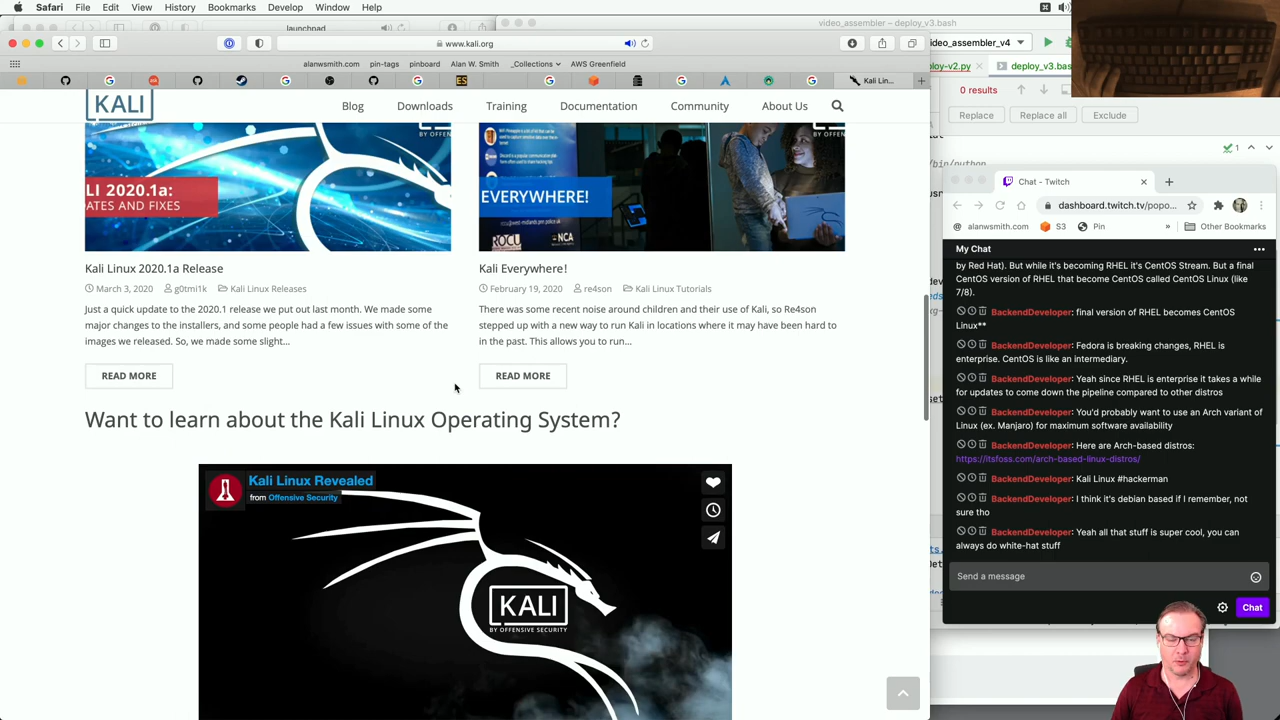 Safari File Edit View History Bookmarks Develop Window Help
launchpad
video_assembler – deploy_v3.bash
www.kali.org
video_assembler_v4
alanwsmith.com pin-tags pinboard Alan W. Smith _Collections AWS Greenfield
ES
Kali Lin...
deploy_v3.bas
KALI
Blog Downloads Training Documentation Community About Us
0 results
Replace Replace all Exclude
1
/bin/python
LI 2020.1a:
ATES AND FIXES
EVERYWHERE!
ROCU
NCA
Kali Linux 2020.1a Release
March 3, 2020 g0tmi1k Kali Linux Releases
Just a quick update to the 2020.1 release we put out last month. We made some
major changes to the installers, and some people had a few issues with some of the
images we released. So, we made some slight...
READ MORE
Kali Everywhere!
February 19, 2020 re4son Kali Linux Tutorials
There was some recent noise around children and their use of Kali, so Re4son
stepped up with a new way to run Kali in locations where it may have been hard to
in the past. This allows you to run...
READ MORE
Want to learn about the Kali Linux Operating System?
Kali Linux Revealed
from Offensive Security
KALI
BY OFFENSIVE SECURITY
Chat - Twitch
dashboard.twitch.tv/popo...
alanwsmith.com S3 Pin » Other Bookmarks
My Chat
by Red Hat). But while it's becoming RHEL it's CentOS Stream. But a final
CentOS version of RHEL that become CentOS called CentOS Linux (like
7/8).
BackendDeveloper: final version of RHEL becomes CentOS
Linux**
BackendDeveloper: Fedora is breaking changes, RHEL is
enterprise. CentOS is like an intermediary.
BackendDeveloper: Yeah since RHEL is enterprise it takes a while
for updates to come down the pipeline compared to other distros
BackendDeveloper: You'd probably want to use an Arch variant of
Linux (ex. Manjaro) for maximum software availability
BackendDeveloper: Here are Arch-based distros:
https://itsfoss.com/arch-based-linux-distros/
BackendDeveloper: Kali Linux #hackerman
BackendDeveloper: I think it's debian based if I remember, not
sure tho
BackendDeveloper: Yeah all that stuff is super cool, you can
always do white-hat stuff
Send a message
Chat